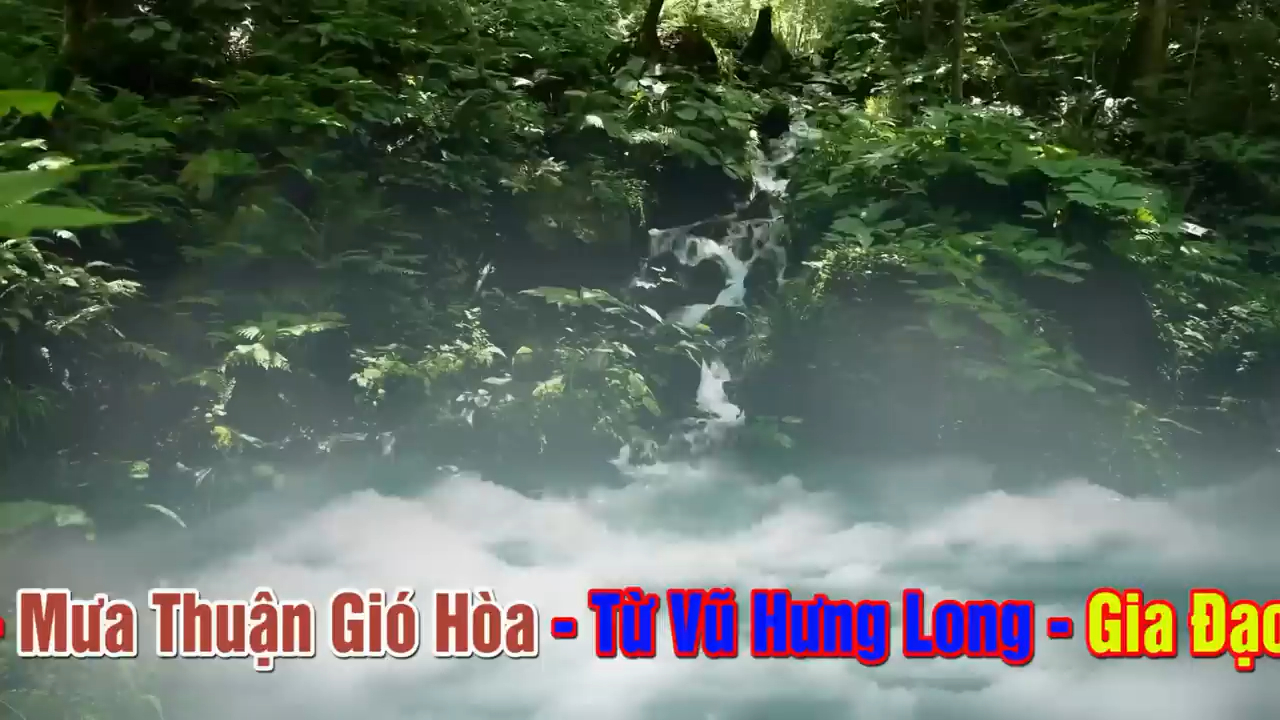 - Mưa Thuận Gió Hòa - Từ Vũ Hưng Long - Gia Đạo